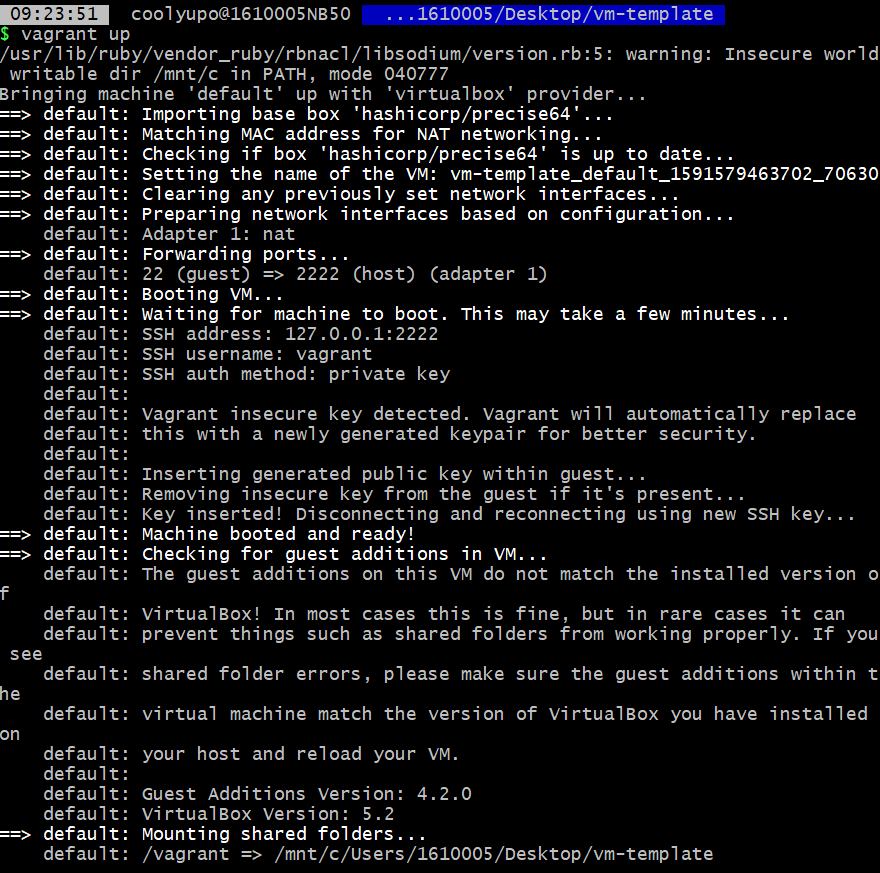 09:23:51 coolyupo@1610005NB50 ...1610005/Desktop/vm-template
$ vagrant up
/usr/lib/ruby/vendor_ruby/rbnacl/libsodium/version.rb:5: warning: Insecure world
 writable dir /mnt/c in PATH, mode 040777
Bringing machine 'default' up with 'virtualbox' provider...
==> default: Importing base box 'hashicorp/precise64'...
==> default: Matching MAC address for NAT networking...
==> default: Checking if box 'hashicorp/precise64' is up to date...
==> default: Setting the name of the VM: vm-template_default_1591579463702_70630
==> default: Clearing any previously set network interfaces...
==> default: Preparing network interfaces based on configuration...
    default: Adapter 1: nat
==> default: Forwarding ports...
    default: 22 (guest) => 2222 (host) (adapter 1)
==> default: Booting VM...
==> default: Waiting for machine to boot. This may take a few minutes...
    default: SSH address: 127.0.0.1:2222
    default: SSH username: vagrant
    default: SSH auth method: private key
    default:
    default: Vagrant insecure key detected. Vagrant will automatically replace
    default: this with a newly generated keypair for better security.
    default:
    default: Inserting generated public key within guest...
    default: Removing insecure key from the guest if it's present...
    default: Key inserted! Disconnecting and reconnecting using new SSH key...
==> default: Machine booted and ready!
==> default: Checking for guest additions in VM...
    default: The guest additions on this VM do not match the installed version o
f
    default: VirtualBox! In most cases this is fine, but in rare cases it can
    default: prevent things such as shared folders from working properly. If you
 see
    default: shared folder errors, please make sure the guest additions within t
he
    default: virtual machine match the version of VirtualBox you have installed
on
    default: your host and reload your VM.
    default:
    default: Guest Additions Version: 4.2.0
    default: VirtualBox Version: 5.2
==> default: Mounting shared folders...
    default: /vagrant => /mnt/c/Users/1610005/Desktop/vm-template